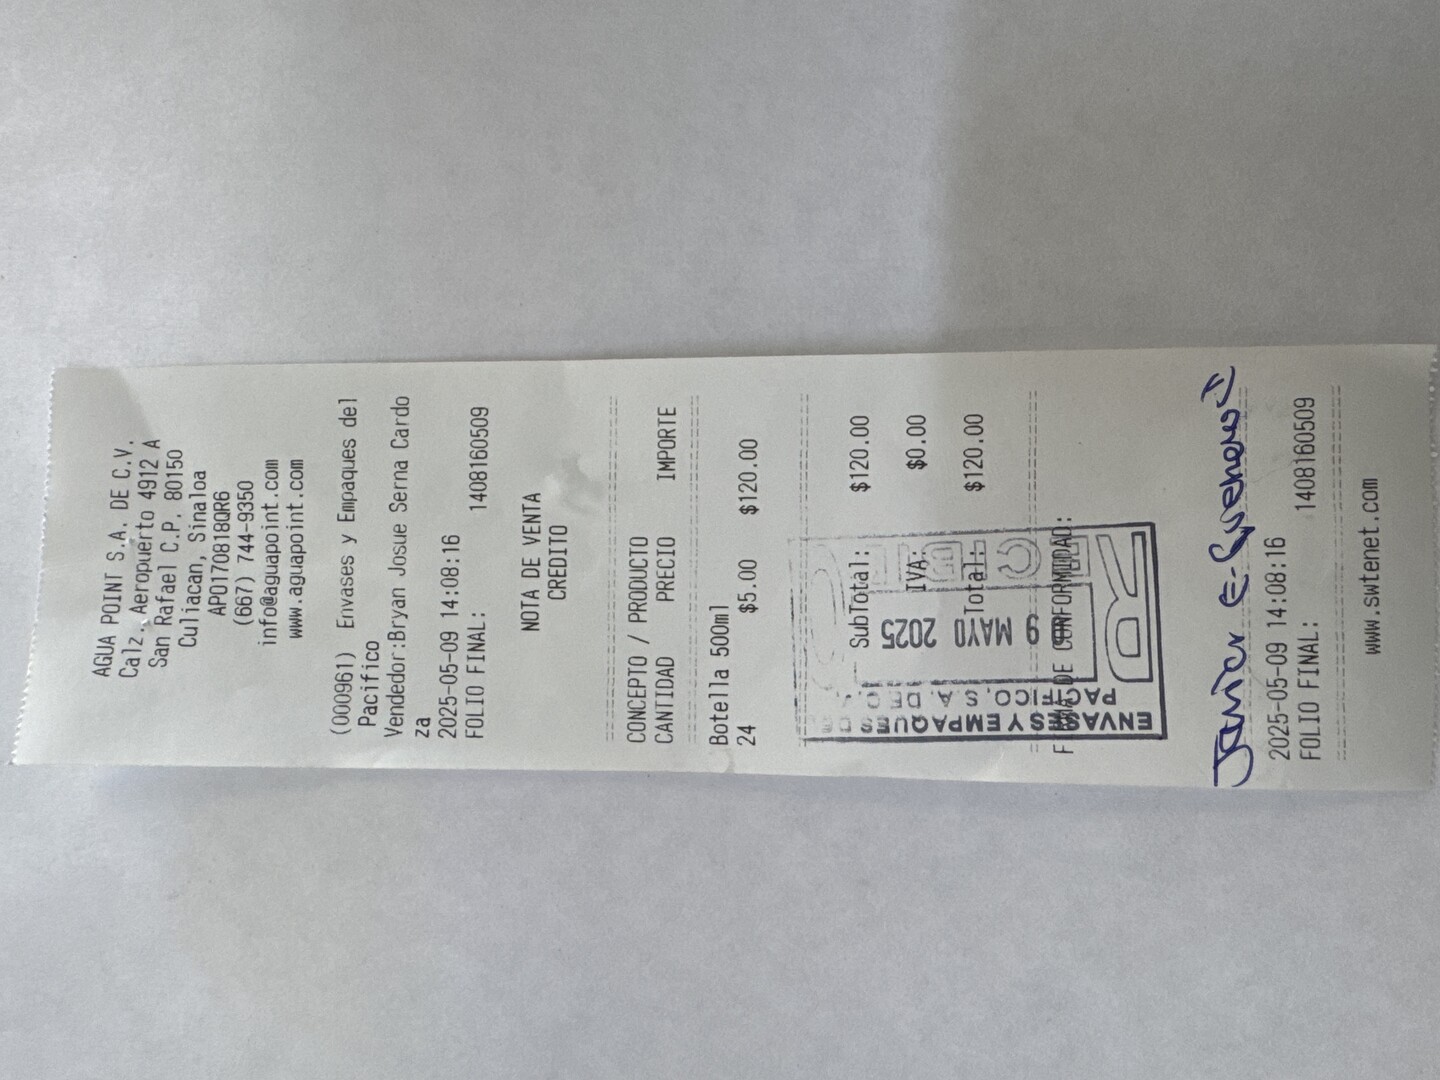 AGUA POINT S.A. DE C.V.
Calz. Aeropuerto 4912 A
San Rafael C.P. 80150
Culiacan, Sinaloa
APO170818QR6
(667) 744-9350
info@aguapoint.com
www.aguapoint.com
(000961) Envases y Empaques del
Pacifico
Vendedor:Bryan Josue Serna Cardo
za
2025-05-09 14:08:16
FOLIO FINAL: 1408160509
NOTA DE VENTA
CREDITO
CONCEPTO / PRODUCTO
CANTIDAD PRECIO IMPORTE
Botella 500ml
24 $5.00 $120.00
SubTotal: $120.00
IVA: $0.00
Total: $120.00
FIRMA DE CONFORMIDAD:
ENVASES Y EMPAQUES DEL
PACIFICO, S.A. DE C.V.
9 MAYO 2025
RECIBI
Javier E.
2025-05-09 14:08:16
FOLIO FINAL: 1408160509
www.swtenet.com